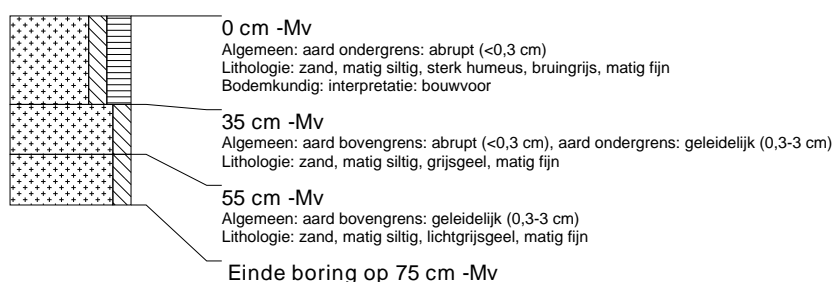 0 cm -Mv
Algemeen: aard ondergrens: abrupt (<0,3 cm)
Lithologie: zand, matig siltig, sterk humeus, bruingrijs, matig fijn
Bodemkundig: interpretatie: bouwvoor
35 cm -Mv
Algemeen: aard bovengrens: abrupt (<0,3 cm), aard ondergrens: geleidelijk (0,3-3 cm)
Lithologie: zand, matig siltig, grijsgeel, matig fijn
55 cm -Mv
Algemeen: aard bovengrens: geleidelijk (0,3-3 cm)
Lithologie: zand, matig siltig, lichtgrijsgeel, matig fijn
Einde boring op 75 cm -Mv